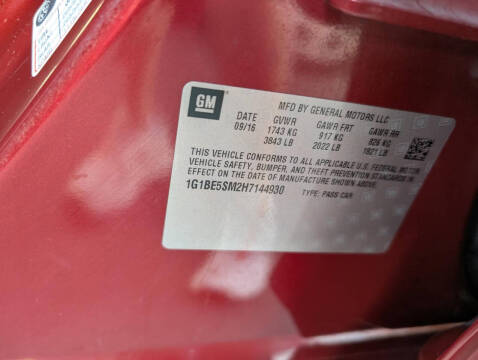 GM
MFD BY GENERAL MOTORS LLC
DATE GVWR GAWR FRT GAWR RR
09/16 1743 KG 917 KG 826 KG
3843 LB 2022 LB 1821 LB
THIS VEHICLE CONFORMS TO ALL APPLICABLE U.S. FEDERAL MOTOR
VEHICLE SAFETY, BUMPER, AND THEFT PREVENTION STANDARDS IN
EFFECT ON THE DATE OF MANUFACTURE SHOWN ABOVE.
1G1BE5SM2H7144930 TYPE: PASS CAR